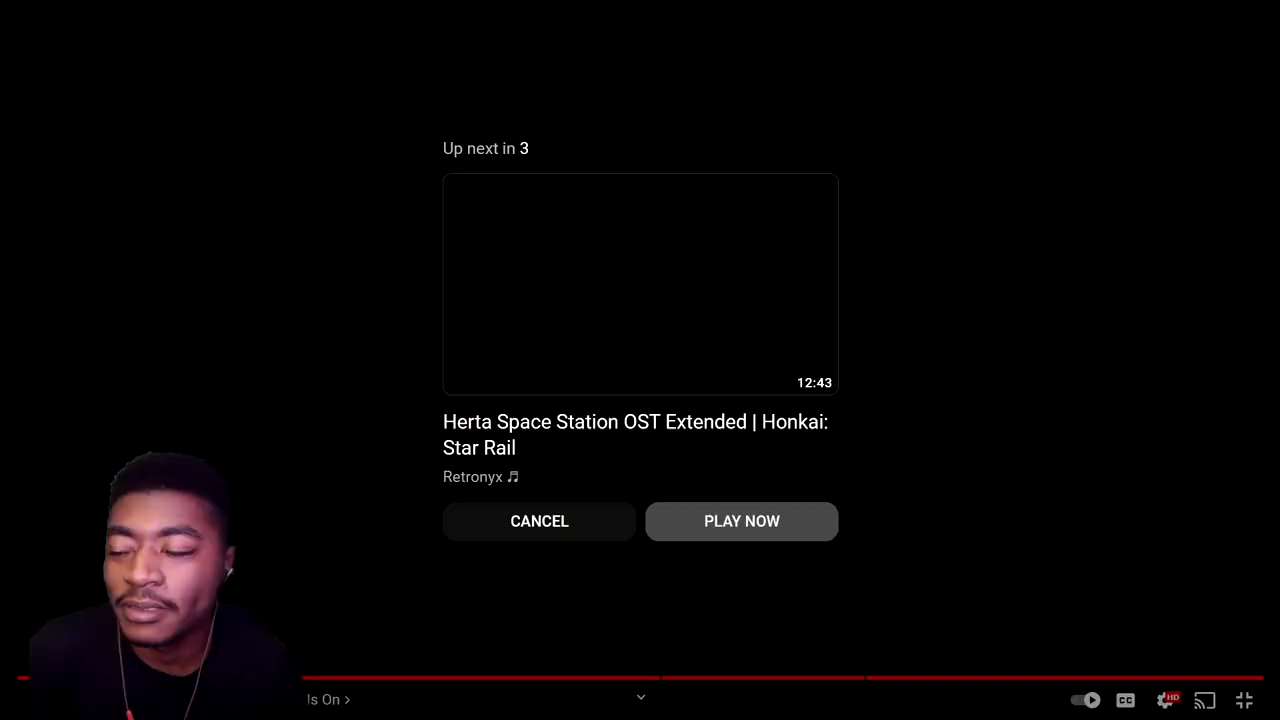 Up next in 3
12:43
Herta Space Station OST Extended | Honkai:
Star Rail
Retronyx 🎵
CANCEL
PLAY NOW
ls On ›
CC
HD